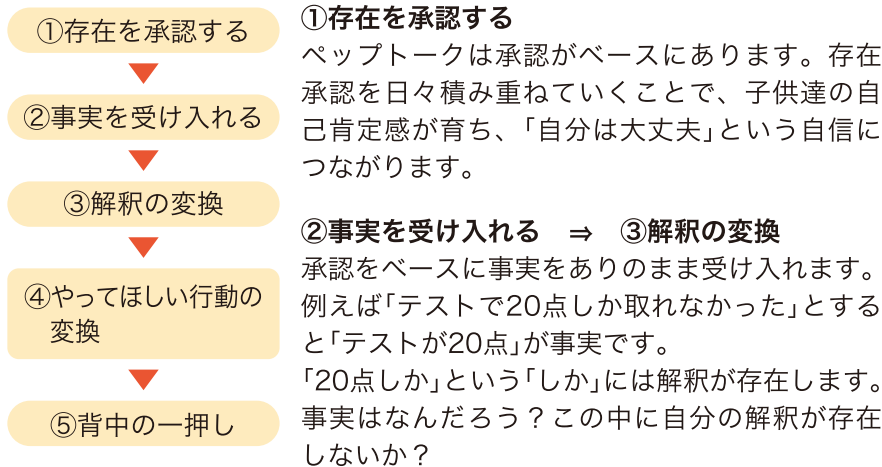 ①存在を承認する
②事実を受け入れる
③解釈の変換
④やってほしい行動の
変換
⑤背中の一押し
①存在を承認する
ペップトークは承認がベースにあります。存在
承認を日々積み重ねていくことで、子供達の自
己肯定感が育ち、「自分は大丈夫」という自信に
つながります。
②事実を受け入れる ⇒ ③解釈の変換
承認をベースに事実をありのまま受け入れます。
例えば「テストで20点しか取れなかった」とする
と「テストが20点」が事実です。
「20点しか」という「しか」には解釈が存在します。
事実はなんだろう?この中に自分の解釈が存在
しないか?